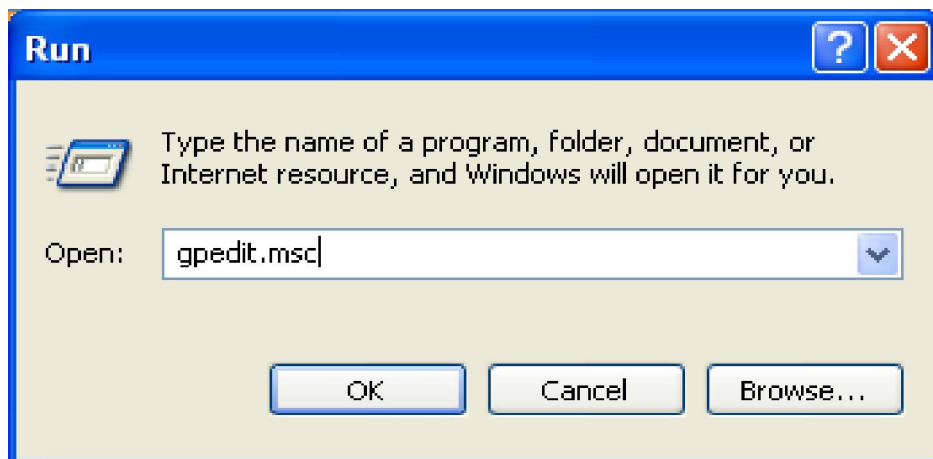 Run
Type the name of a program, folder, document, or
Internet resource, and Windows will open it for you.
Open: gpedit.msc
OK Cancel Browse...